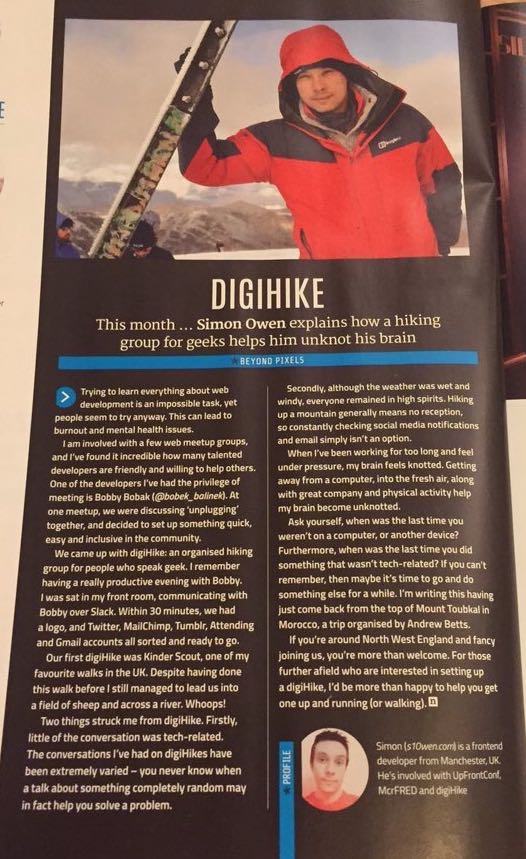 DIGIHIKE
This month ... Simon Owen explains how a hiking
group for geeks helps him unknot his brain
BEYOND PIXELS
Trying to learn everything about web
development is an impossible task, yet
people seem to try anyway. This can lead to
burnout and mental health issues.
I am involved with a few web meetup groups,
and I've found it incredible how many talented
developers are friendly and willing to help others.
One of the developers I've had the privilege of
meeting is Bobby Bobak (@bobek_balinek). At
one meetup, we were discussing 'unplugging'
together, and decided to set up something quick,
easy and inclusive in the community.
We came up with digiHike: an organised hiking
group for people who speak geek. I remember
having a really productive evening with Bobby.
I was sat in my front room, communicating with
Bobby over Slack. Within 30 minutes, we had
a logo, and Twitter, MailChimp, Tumblr, Attending
and Gmail accounts all sorted and ready to go.
Our first digiHike was Kinder Scout, one of my
favourite walks in the UK. Despite having done
this walk before I still managed to lead us into
a field of sheep and across a river. Whoops!
Two things struck me from digiHike. Firstly,
little of the conversation was tech-related.
The conversations I've had on digiHikes have
been extremely varied – you never know when
a talk about something completely random may
in fact help you solve a problem.
Secondly, although the weather was wet and
windy, everyone remained in high spirits. Hiking
up a mountain generally means no reception,
so constantly checking social media notifications
and email simply isn't an option.
When I've been working for too long and feel
under pressure, my brain feels knotted. Getting
away from a computer, into the fresh air, along
with great company and physical activity help
my brain become unknotted.
Ask yourself, when was the last time you
weren't on a computer, or another device?
Furthermore, when was the last time you did
something that wasn't tech-related? If you can't
remember, then maybe it's time to go and do
something else for a while. I'm writing this having
just come back from the top of Mount Toubkal in
Morocco, a trip organised by Andrew Betts.
If you're around North West England and fancy
joining us, you're more than welcome. For those
further afield who are interested in setting up
a digiHike, I'd be more than happy to help you get
one up and running (or walking). n
PROFILE
Simon (s10wen.com) is a frontend
developer from Manchester, UK.
He's involved with UpFrontConf,
McrFRED and digiHike